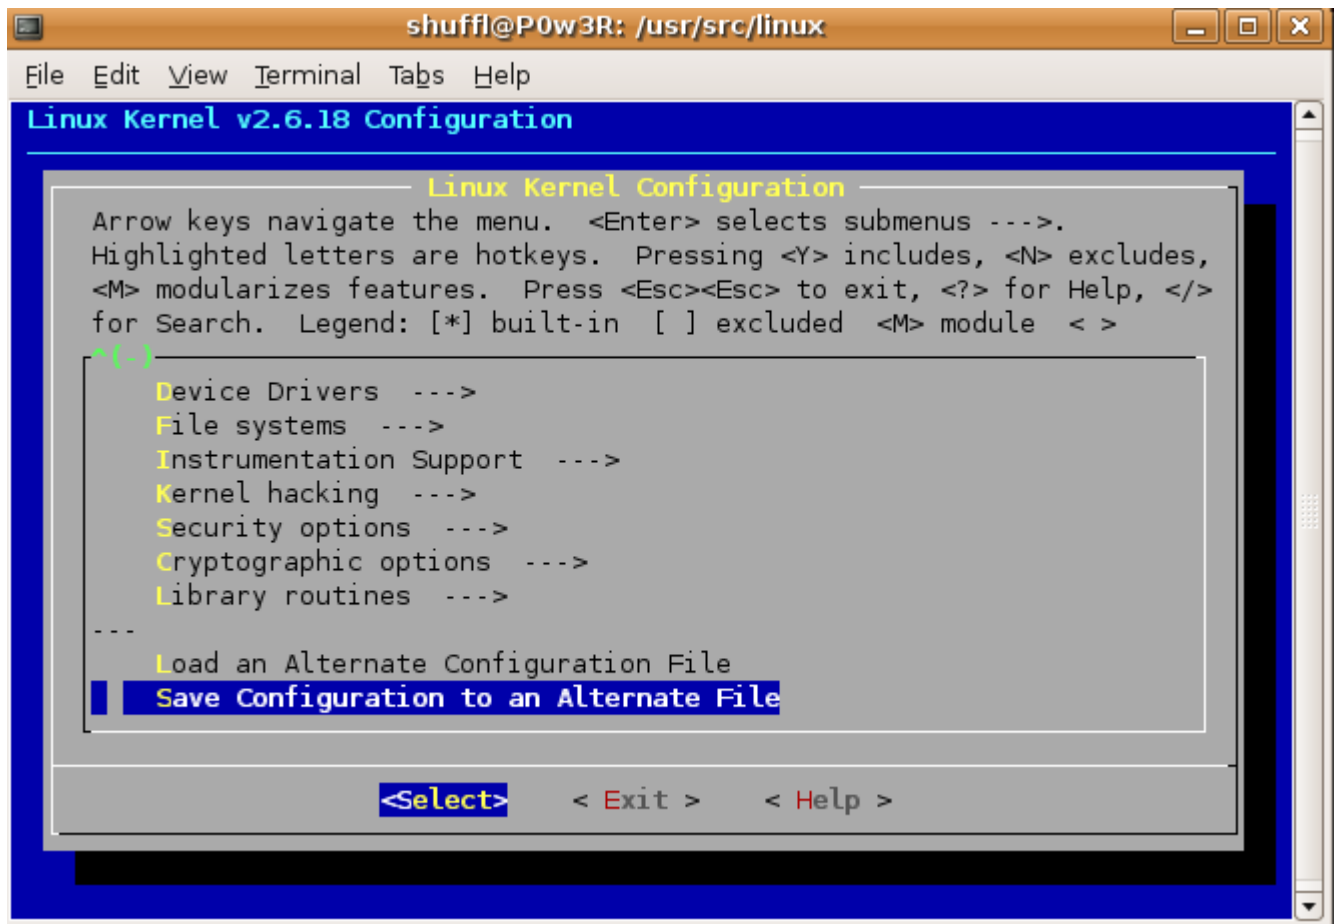 shuffl@P0w3R: /usr/src/linux
File Edit View Terminal Tabs Help
Linux Kernel v2.6.18 Configuration
Linux Kernel Configuration
Arrow keys navigate the menu. <Enter> selects submenus --->.
Highlighted letters are hotkeys. Pressing <Y> includes, <N> excludes,
<M> modularizes features. Press <Esc><Esc> to exit, <?> for Help, </>
for Search. Legend: [*] built-in [ ] excluded <M> module < >
^(-)
Device Drivers --->
File systems --->
Instrumentation Support --->
Kernel hacking --->
Security options --->
Cryptographic options --->
Library routines --->
---
Load an Alternate Configuration File
Save Configuration to an Alternate File
<Select> < Exit > < Help >